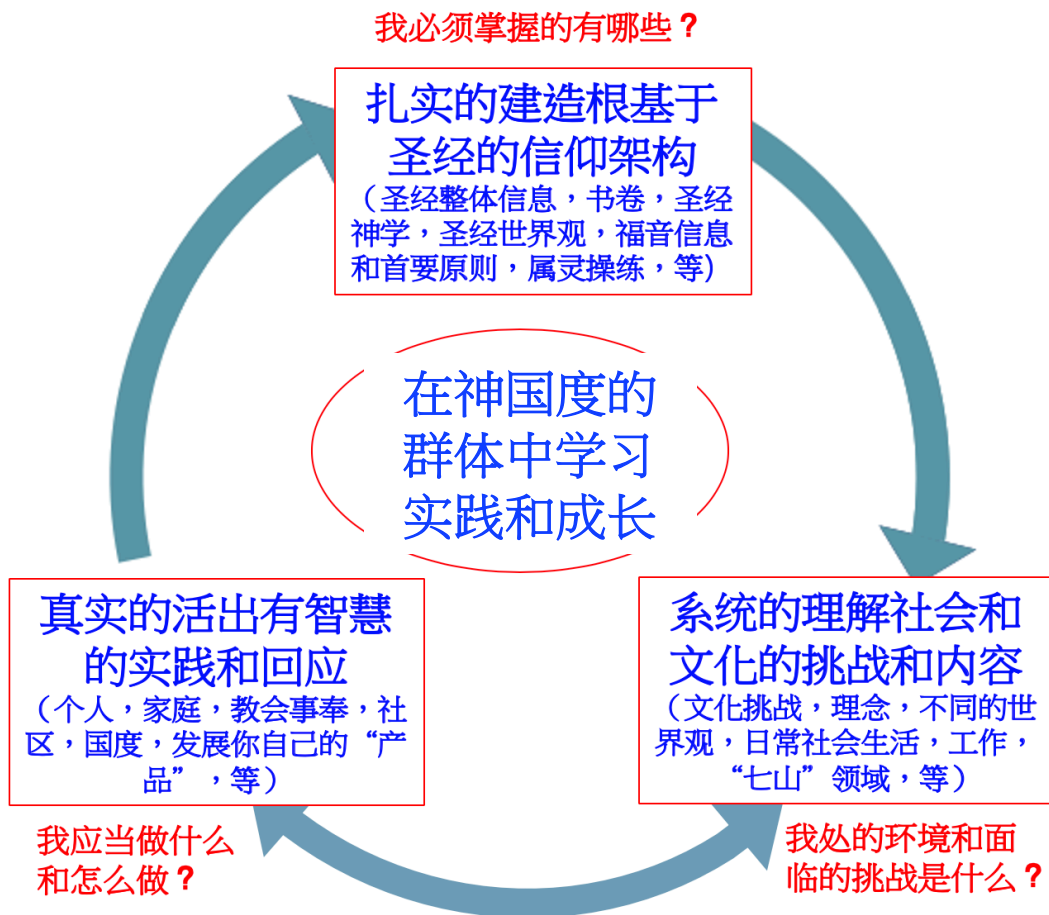 我必须掌握的有哪些？
扎实的建造根基于
圣经的信仰架构
（圣经整体信息，书卷，圣经
神学，圣经世界观，福音信息
和首要原则，属灵操练，等）
在神国度的
群体中学习
实践和成长
真实的活出有智慧
的实践和回应
（个人，家庭，教会事奉，社
区，国度，发展你自己的“产
品”，等）
系统的理解社会和
文化的挑战和内容
（文化挑战，理念，不同的世
界观，日常社会生活，工作，
“七山”领域，等）
我应当做什么
和怎么做？
我处的环境和面
临的挑战是什么？